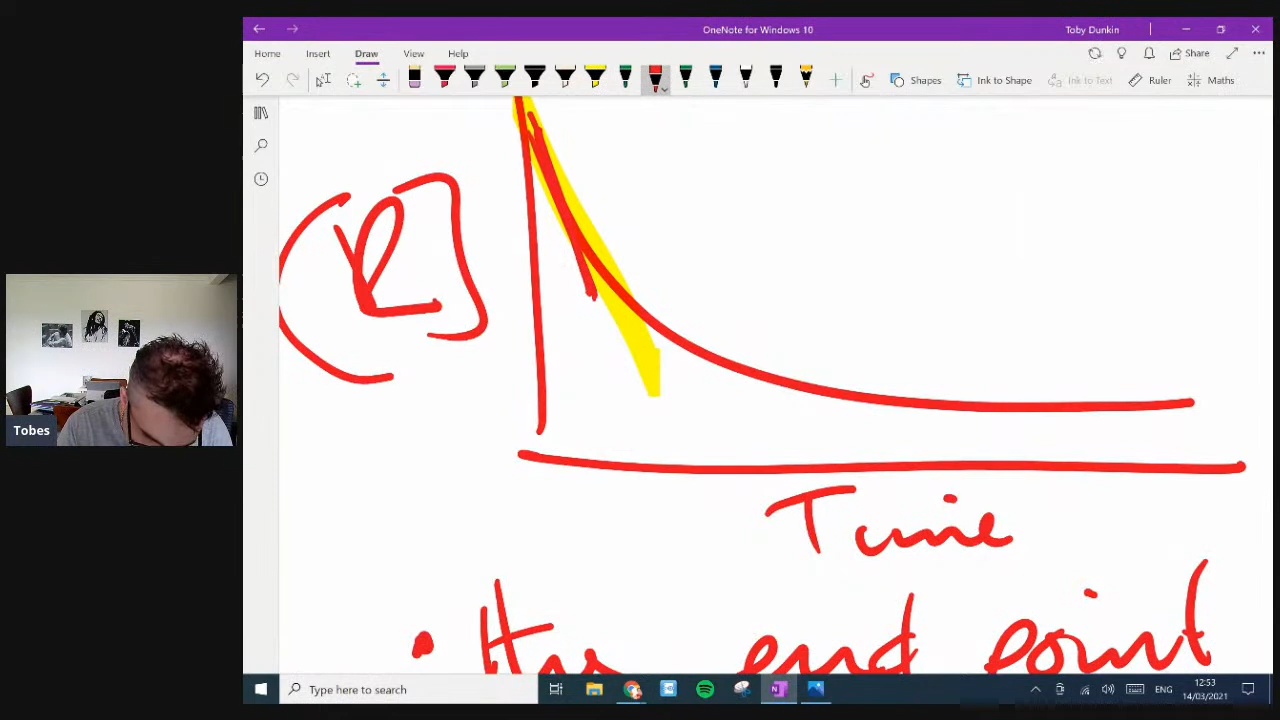 OneNote for Windows 10
Toby Dunkin
Home Insert Draw View Help
Share
Shapes Ink to Shape Ink to Text Ruler Maths
[R]
Time
• end point
Tobes
Type here to search
ENG
12:53
14/03/2021